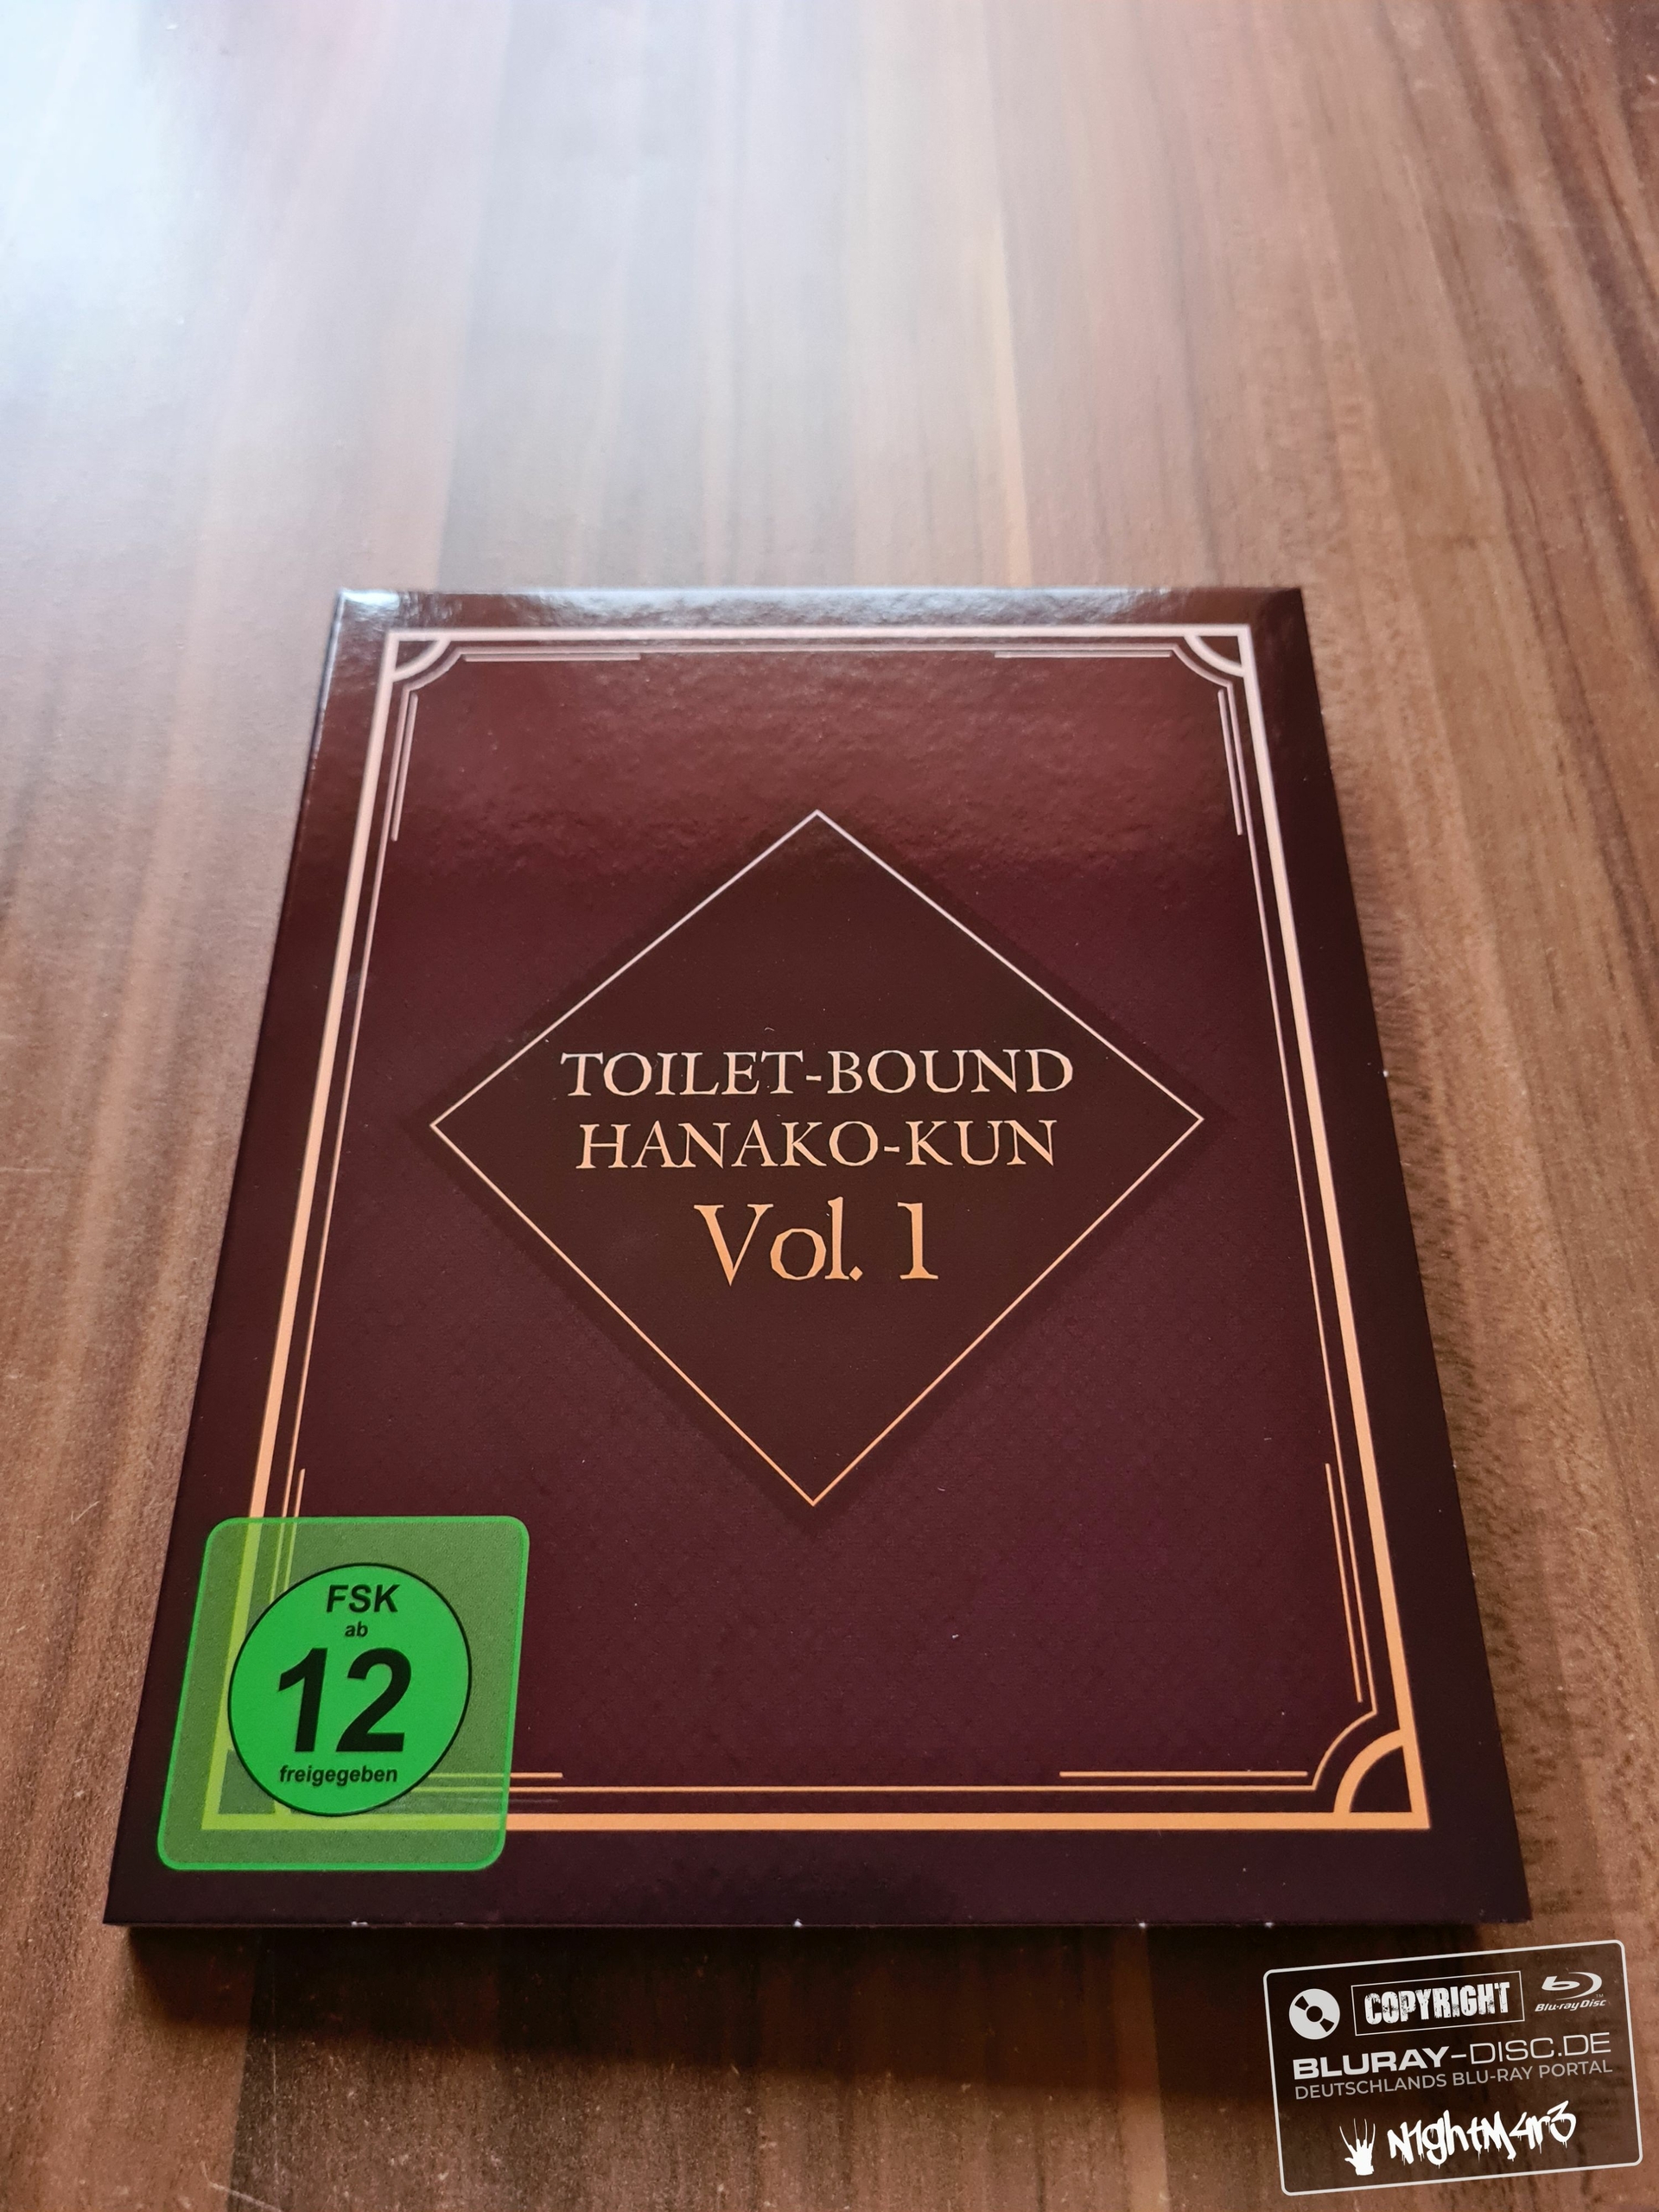 TOILET-BOUND
HANAKO-KUN
Vol. 1
FSK
ab
12
freigegeben
COPYRIGHT
Blu-ray Disc
TM
BLURAY-DISC.DE
DEUTSCHLANDS BLU-RAY PORTAL
N1ghtM4r3